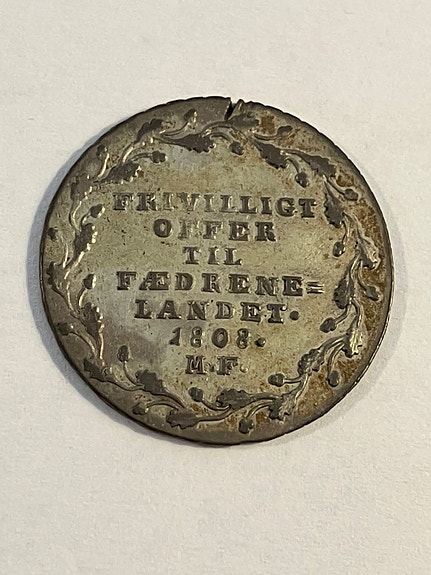 FRIVILLIGT
OFFER
TIL
FÆDRENE=
LANDET.
1808.
M.F.